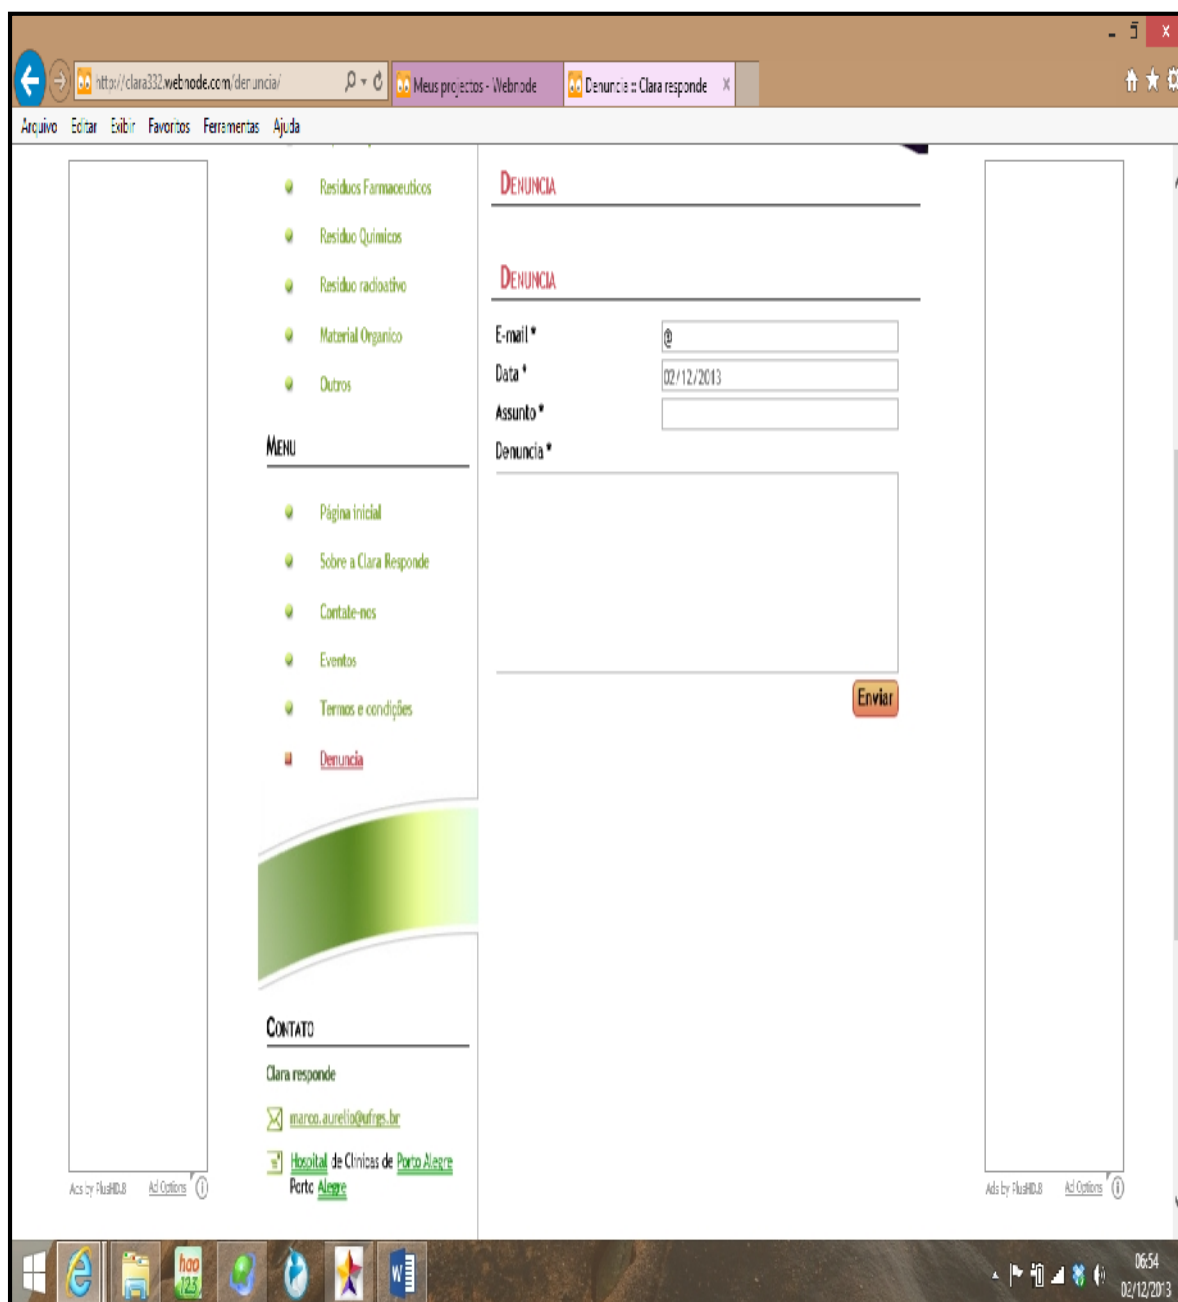 http://clara332.webnode.com/denuncia/
Meus projectos - Webnode
Denuncia :: Clara responde
Arquivo Editar Exibir Favoritos Ferramentas Ajuda
Residuos Farmaceuticos
Residuo Quimicos
Residuo radioativo
Material Organico
Outros
MENU
Página inicial
Sobre a Clara Responde
Contate-nos
Eventos
Termos e condições
Denuncia
CONTATO
Clara responde
marco.aurelio@ufrgs.br
Hospital de Clinicas de Porto Alegre
Porto Alegre
DENUNCIA
DENUNCIA
E-mail *
@
Data *
02/12/2013
Assunto *
Denuncia *
Enviar
Ads by PlusHD.8 Ad Options
Ads by PlusHD.8 Ad Options
hao
123
W
06:54
02/12/2013